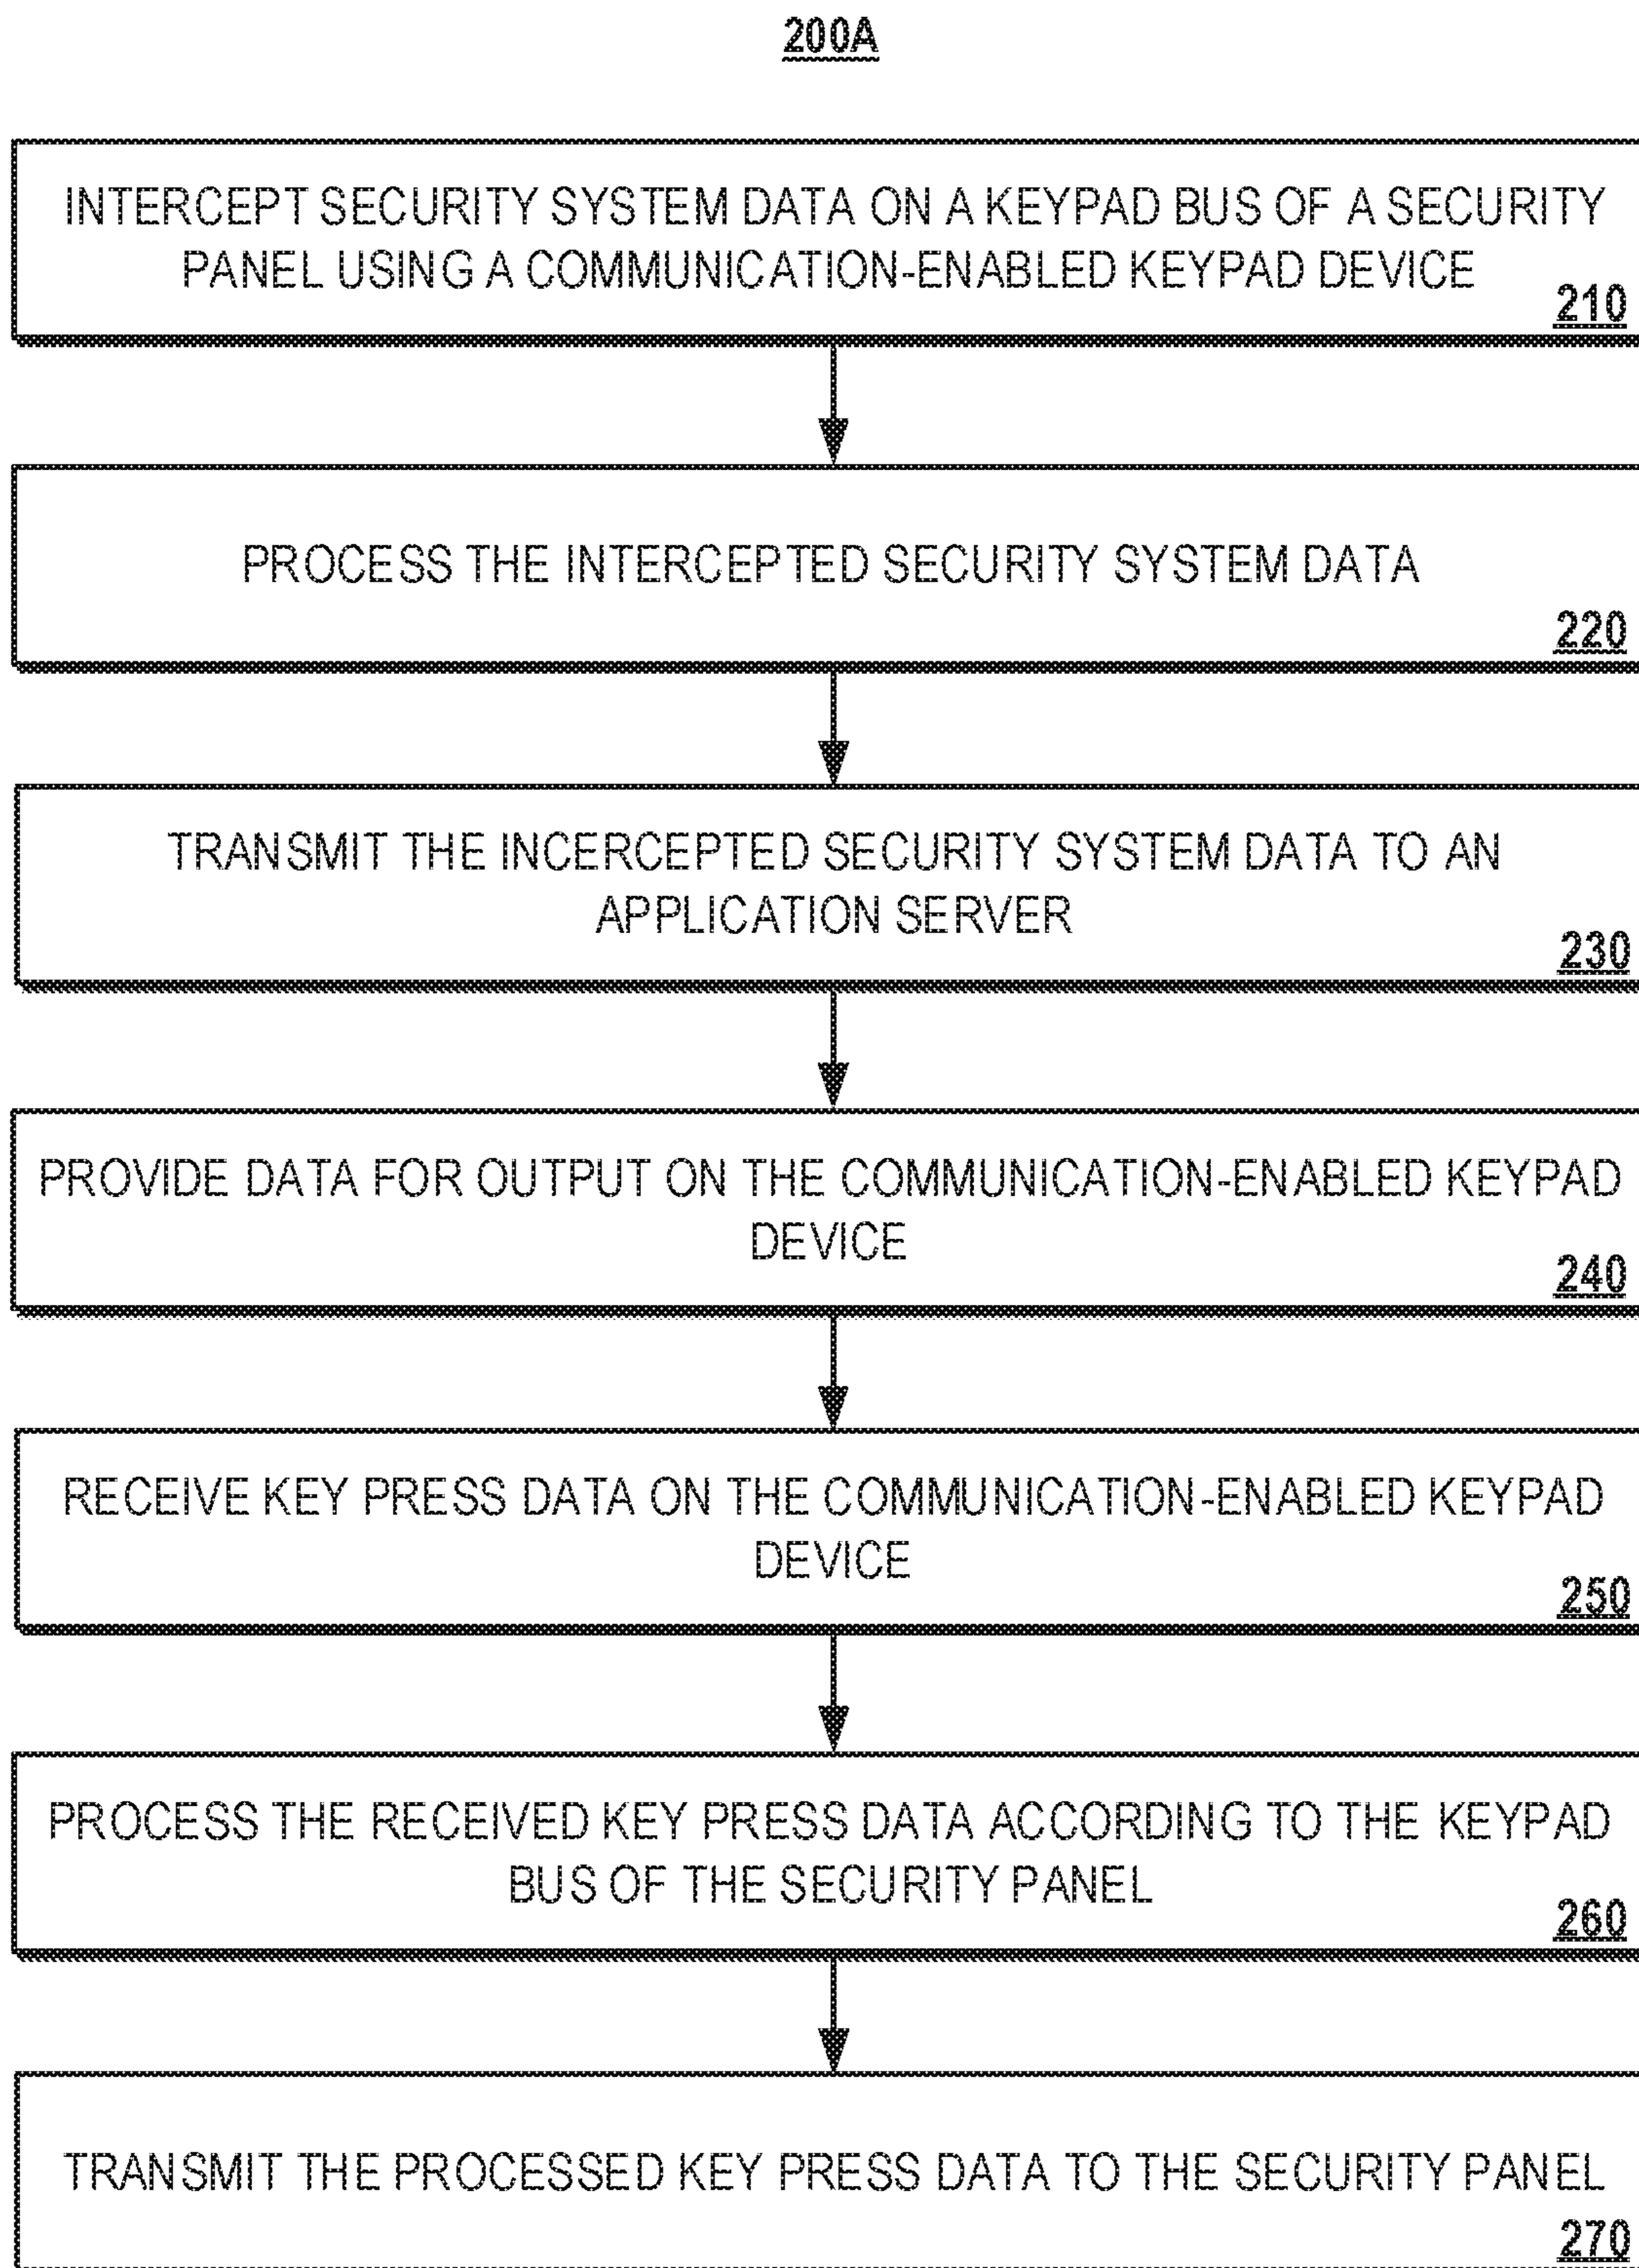 200A
INTERCEPT SECURITY SYSTEM DATA ON A KEYPAD BUS OF A SECURITY
PANEL USING A COMMUNICATION-ENABLED KEYPAD DEVICE
210
PROCESS THE INTERCEPTED SECURITY SYSTEM DATA
220
TRANSMIT THE INCERCEPTED SECURITY SYSTEM DATA TO AN
APPLICATION SERVER
230
PROVIDE DATA FOR OUTPUT ON THE COMMUNICATION-ENABLED KEYPAD
DEVICE
240
RECEIVE KEY PRESS DATA ON THE COMMUNICATION-ENABLED KEYPAD
DEVICE
250
PROCESS THE RECEIVED KEY PRESS DATA ACCORDING TO THE KEYPAD
BUS OF THE SECURITY PANEL
260
TRANSMIT THE PROCESSED KEY PRESS DATA TO THE SECURITY PANEL
270